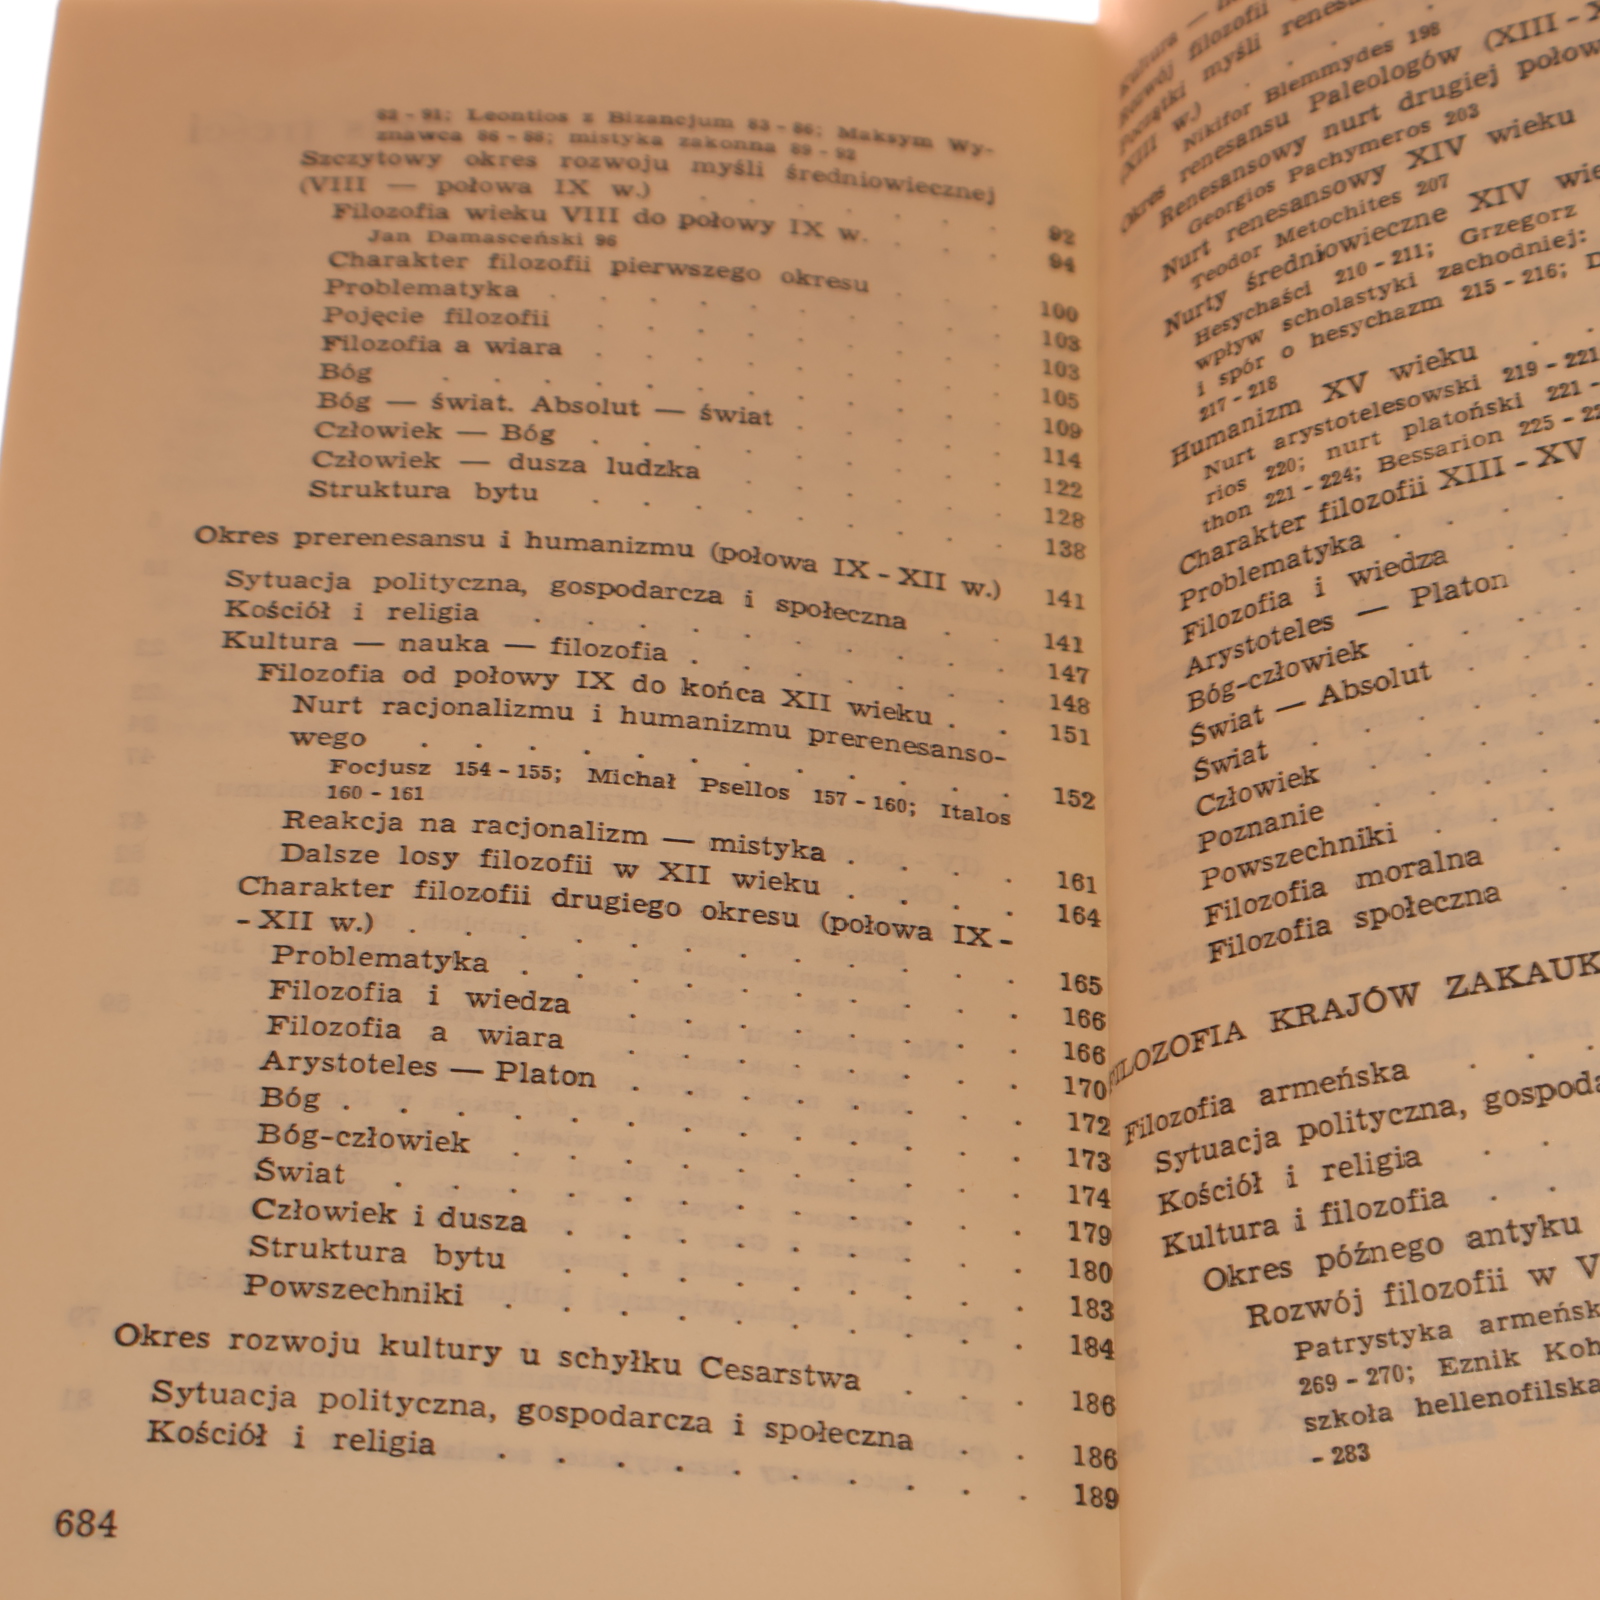 82 - 91; Leontios z Bizancjum 83 - 86; Maksym Wy-
znawca 86 - 88; mistyka zakonna 89 - 92
Szczytowy okres rozwoju myśli średniowiecznej
(VIII — połowa IX w.) . . . . . . 92
Filozofia wieku VIII do połowy IX w. . . . 94
Jan Damasceński 96
Charakter filozofii pierwszego okresu . . . 100
Problematyka . . . . . . . . . 103
Pojęcie filozofii . . . . . . . . 103
Filozofia a wiara . . . . . . . . 105
Bóg . . . . . . . . . . . 109
Bóg — świat. Absolut — świat . . . . . 114
Człowiek — Bóg . . . . . . . . 122
Człowiek — dusza ludzka . . . . . . 128
Struktura bytu . . . . . . . . 138
Okres prerenesansu i humanizmu (połowa IX - XII w.) 141
Sytuacja polityczna, gospodarcza i społeczna . . 141
Kościół i religia . . . . . . . . . 147
Kultura — nauka — filozofia . . . . . . 148
Filozofia od połowy IX do końca XII wieku . . 151
Nurt racjonalizmu i humanizmu prerenesanso-
wego . . . . . . . . . . . 152
Focjusz 154 - 155; Michał Psellos 157 - 160; Italos
160 - 161
Reakcja na racjonalizm — mistyka . . . . 161
Dalsze losy filozofii w XII wieku . . . . 164
Charakter filozofii drugiego okresu (połowa IX -
- XII w.) . . . . . . . . . . . 165
Problematyka . . . . . . . . . 166
Filozofia i wiedza . . . . . . . . 166
Filozofia a wiara . . . . . . . . 170
Arystoteles — Platon . . . . . . . 172
Bóg . . . . . . . . . . . . 173
Bóg-człowiek . . . . . . . . . 174
Świat . . . . . . . . . . . 179
Człowiek i dusza . . . . . . . . 180
Struktura bytu . . . . . . . . 183
Powszechniki . . . . . . . . . 184
Okres rozwoju kultury u schyłku Cesarstwa . . . 186
Sytuacja polityczna, gospodarcza i społeczna . . 186
Kościół i religia . . . . . . . . . 189
684
Kultura —
Rozwój filozofii
Początki myśli
(XIII w.)
Nikifor Blemmydes 198
Okres renesansu Paleologów (XIII -
Renesansowy nurt drugiej
Georgios Pachymeros 203
Nurt renesansowy XIV wieku
Teodor Metochites 207
Nurty średniowieczne XIV
Hesychaści 210 - 211; Grzegorz
wpływ scholastyki zachodniej:
i spór o hesychazm 215 - 216;
217 - 218
Humanizm XV wieku .
Nurt arystotelesowski 219 - 221
rios 220; nurt platoński 221 -
thon 221 - 224; Bessarion 225 -
Charakter filozofii XIII - XV
Problematyka . . .
Filozofia i wiedza . .
Arystoteles — Platon .
Bóg-człowiek . . . .
Świat — Absolut . . .
Świat . . . . .
Człowiek . . . .
Poznanie . . . .
Powszechniki . . .
Filozofia moralna .
Filozofia społeczna .
FILOZOFIA KRAJÓW
Filozofia armeńska . .
Sytuacja polityczna,
Kościół i religia . .
Kultura i filozofia . .
Okres późnego antyku
Rozwój filozofii w
Patrystyka
269 - 270; Eznik
szkoła hellenofilska
- 283